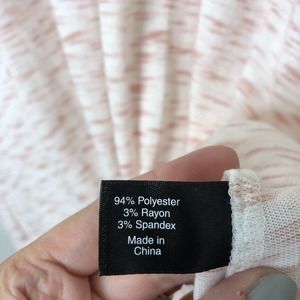 94% Polyester
3% Rayon
3% Spandex
Made in
China